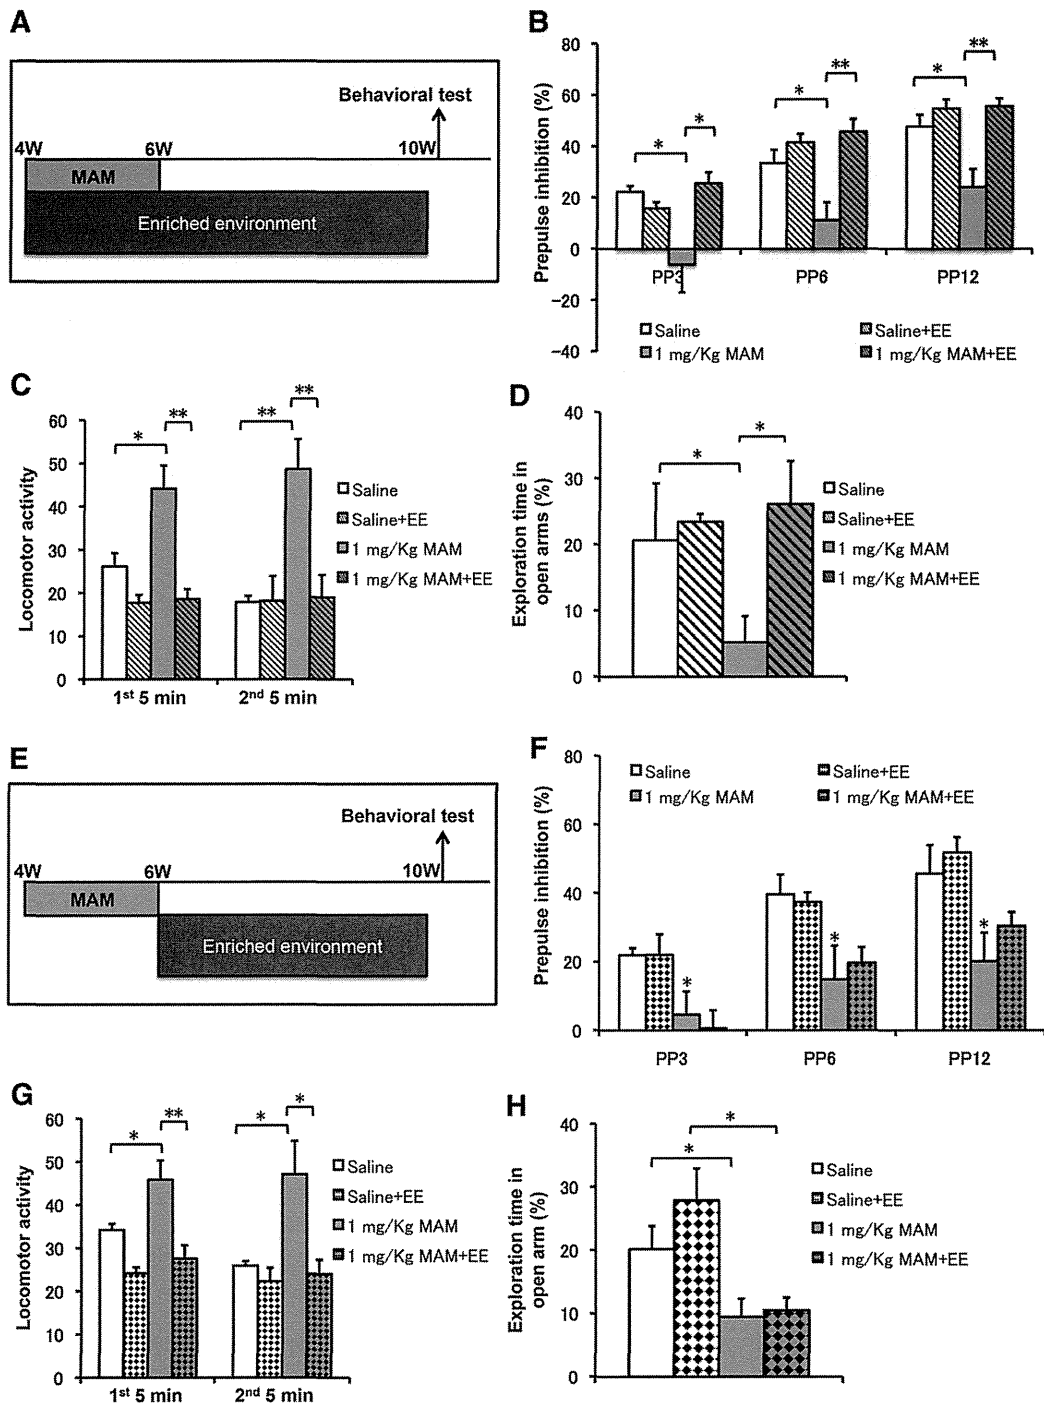 A
Behavioral test
4W 6W 10W
MAM
Enriched environment
B
Prepulse inhibition (%)
80
60
40
20
0
−20
−40
* * * ** * **
PP3 PP6 PP12
Saline Saline+EE
1 mg/Kg MAM 1 mg/Kg MAM+EE
C
Locomotor activity
60
50
40
30
20
10
0
* ** ** **
1st 5 min 2nd 5 min
Saline
Saline+EE
1 mg/Kg MAM
1 mg/Kg MAM+EE
D
Exploration time in
open arms (%)
40
30
20
10
0
* *
Saline
Saline+EE
1 mg/Kg MAM
1 mg/Kg MAM+EE
E
Behavioral test
4W 6W 10W
MAM
Enriched environment
F
Prepulse inhibition (%)
80
60
40
20
0
Saline Saline+EE
1 mg/Kg MAM 1 mg/Kg MAM+EE
* * *
PP3 PP6 PP12
G
Locomotor activity
60
50
40
30
20
10
0
* ** * *
1st 5 min 2nd 5 min
Saline
Saline+EE
1 mg/Kg MAM
1 mg/Kg MAM+EE
H
Exploration time in
open arm (%)
40
30
20
10
0
* *
Saline
Saline+EE
1 mg/Kg MAM
1 mg/Kg MAM+EE